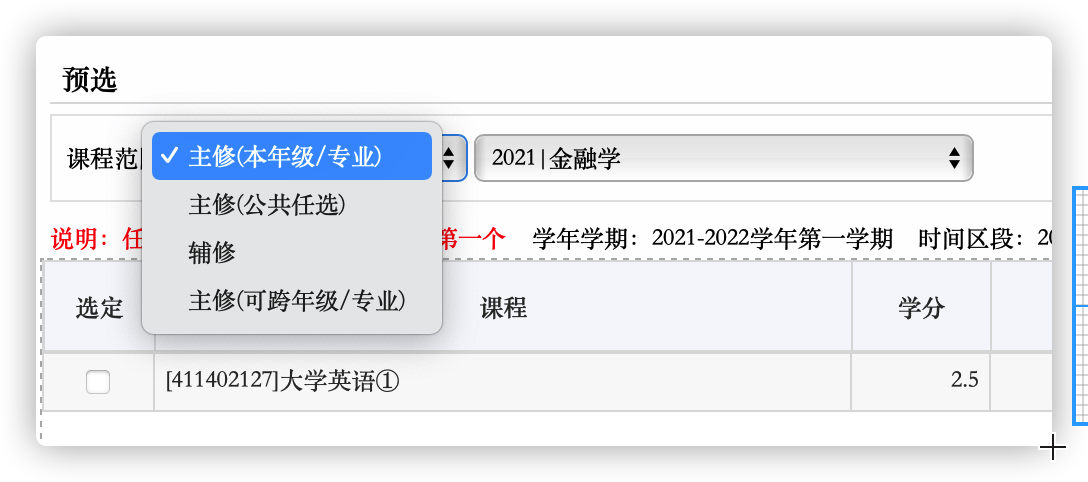 预选
课程范 主修(本年级/专业) 2021|金融学
主修(公共任选)
说明：任 第一个 学年学期：2021-2022学年第一学期 时间区段：20
辅修
主修(可跨年级/专业)
选定 课程 学分
[411402127]大学英语① 2.5